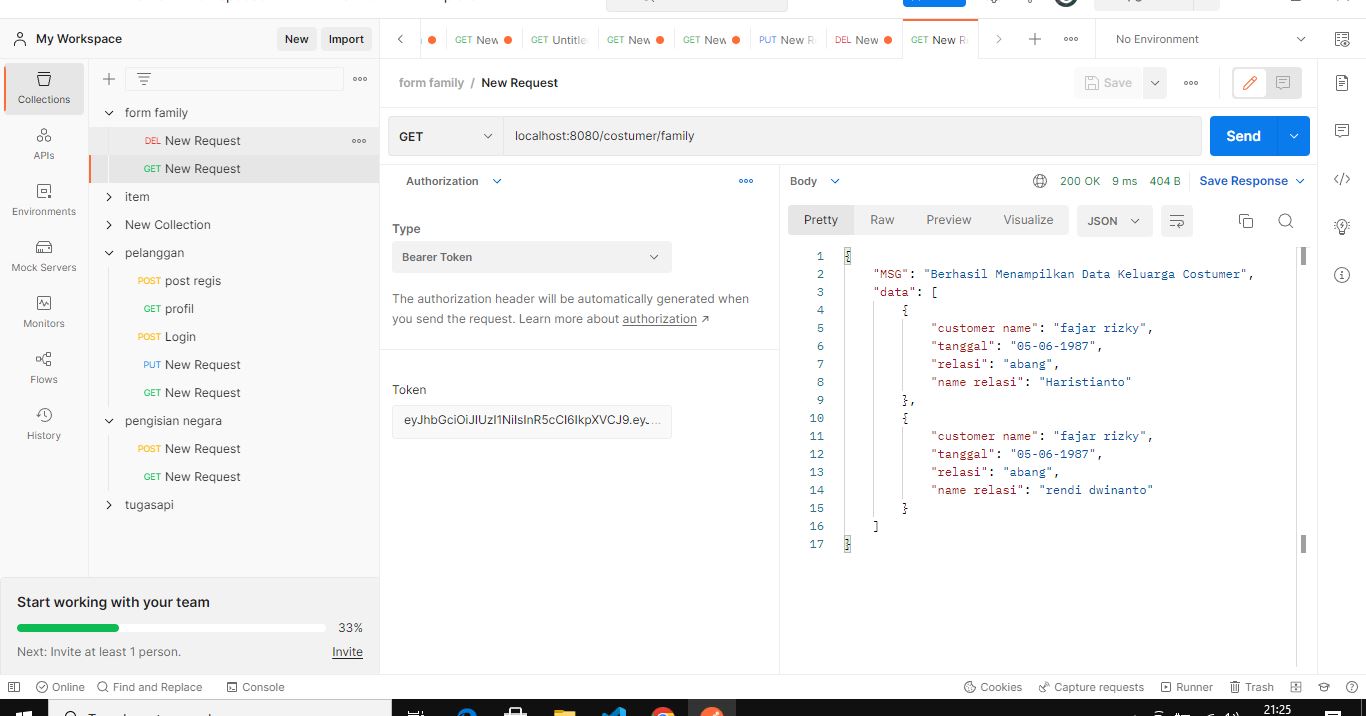 My Workspace
New
Import
GET New
GET Untitle
GET New
GET New
PUT New R
DEL New
GET New R
No Environment
form family / New Request
Save
Collections
APIs
Environments
Mock Servers
Monitors
Flows
History
form family
DEL New Request
GET New Request
item
New Collection
pelanggan
POST post regis
GET profil
POST Login
PUT New Request
GET New Request
pengisian negara
POST New Request
GET New Request
tugasapi
Start working with your team
33%
Next: Invite at least 1 person.
Invite
GET
localhost:8080/costumer/family
Send
Authorization
Type
Bearer Token
The authorization header will be automatically generated when
you send the request. Learn more about authorization ↗
Token
eyJhbGciOiJIUzI1NiIsInR5cCI6IkpXVCJ9.ey...
Body
200 OK 9 ms 404 B Save Response
Pretty Raw Preview Visualize JSON
1 {
2 "MSG": "Berhasil Menampilkan Data Keluarga Costumer",
3 "data": [
4 {
5 "customer name": "fajar rizky",
6 "tanggal": "05-06-1987",
7 "relasi": "abang",
8 "name relasi": "Haristianto"
9 },
10 {
11 "customer name": "fajar rizky",
12 "tanggal": "05-06-1987",
13 "relasi": "abang",
14 "name relasi": "rendi dwinanto"
15 }
16 ]
17 }
Online
Find and Replace
Console
Cookies
Capture requests
Runner
Trash
21:25